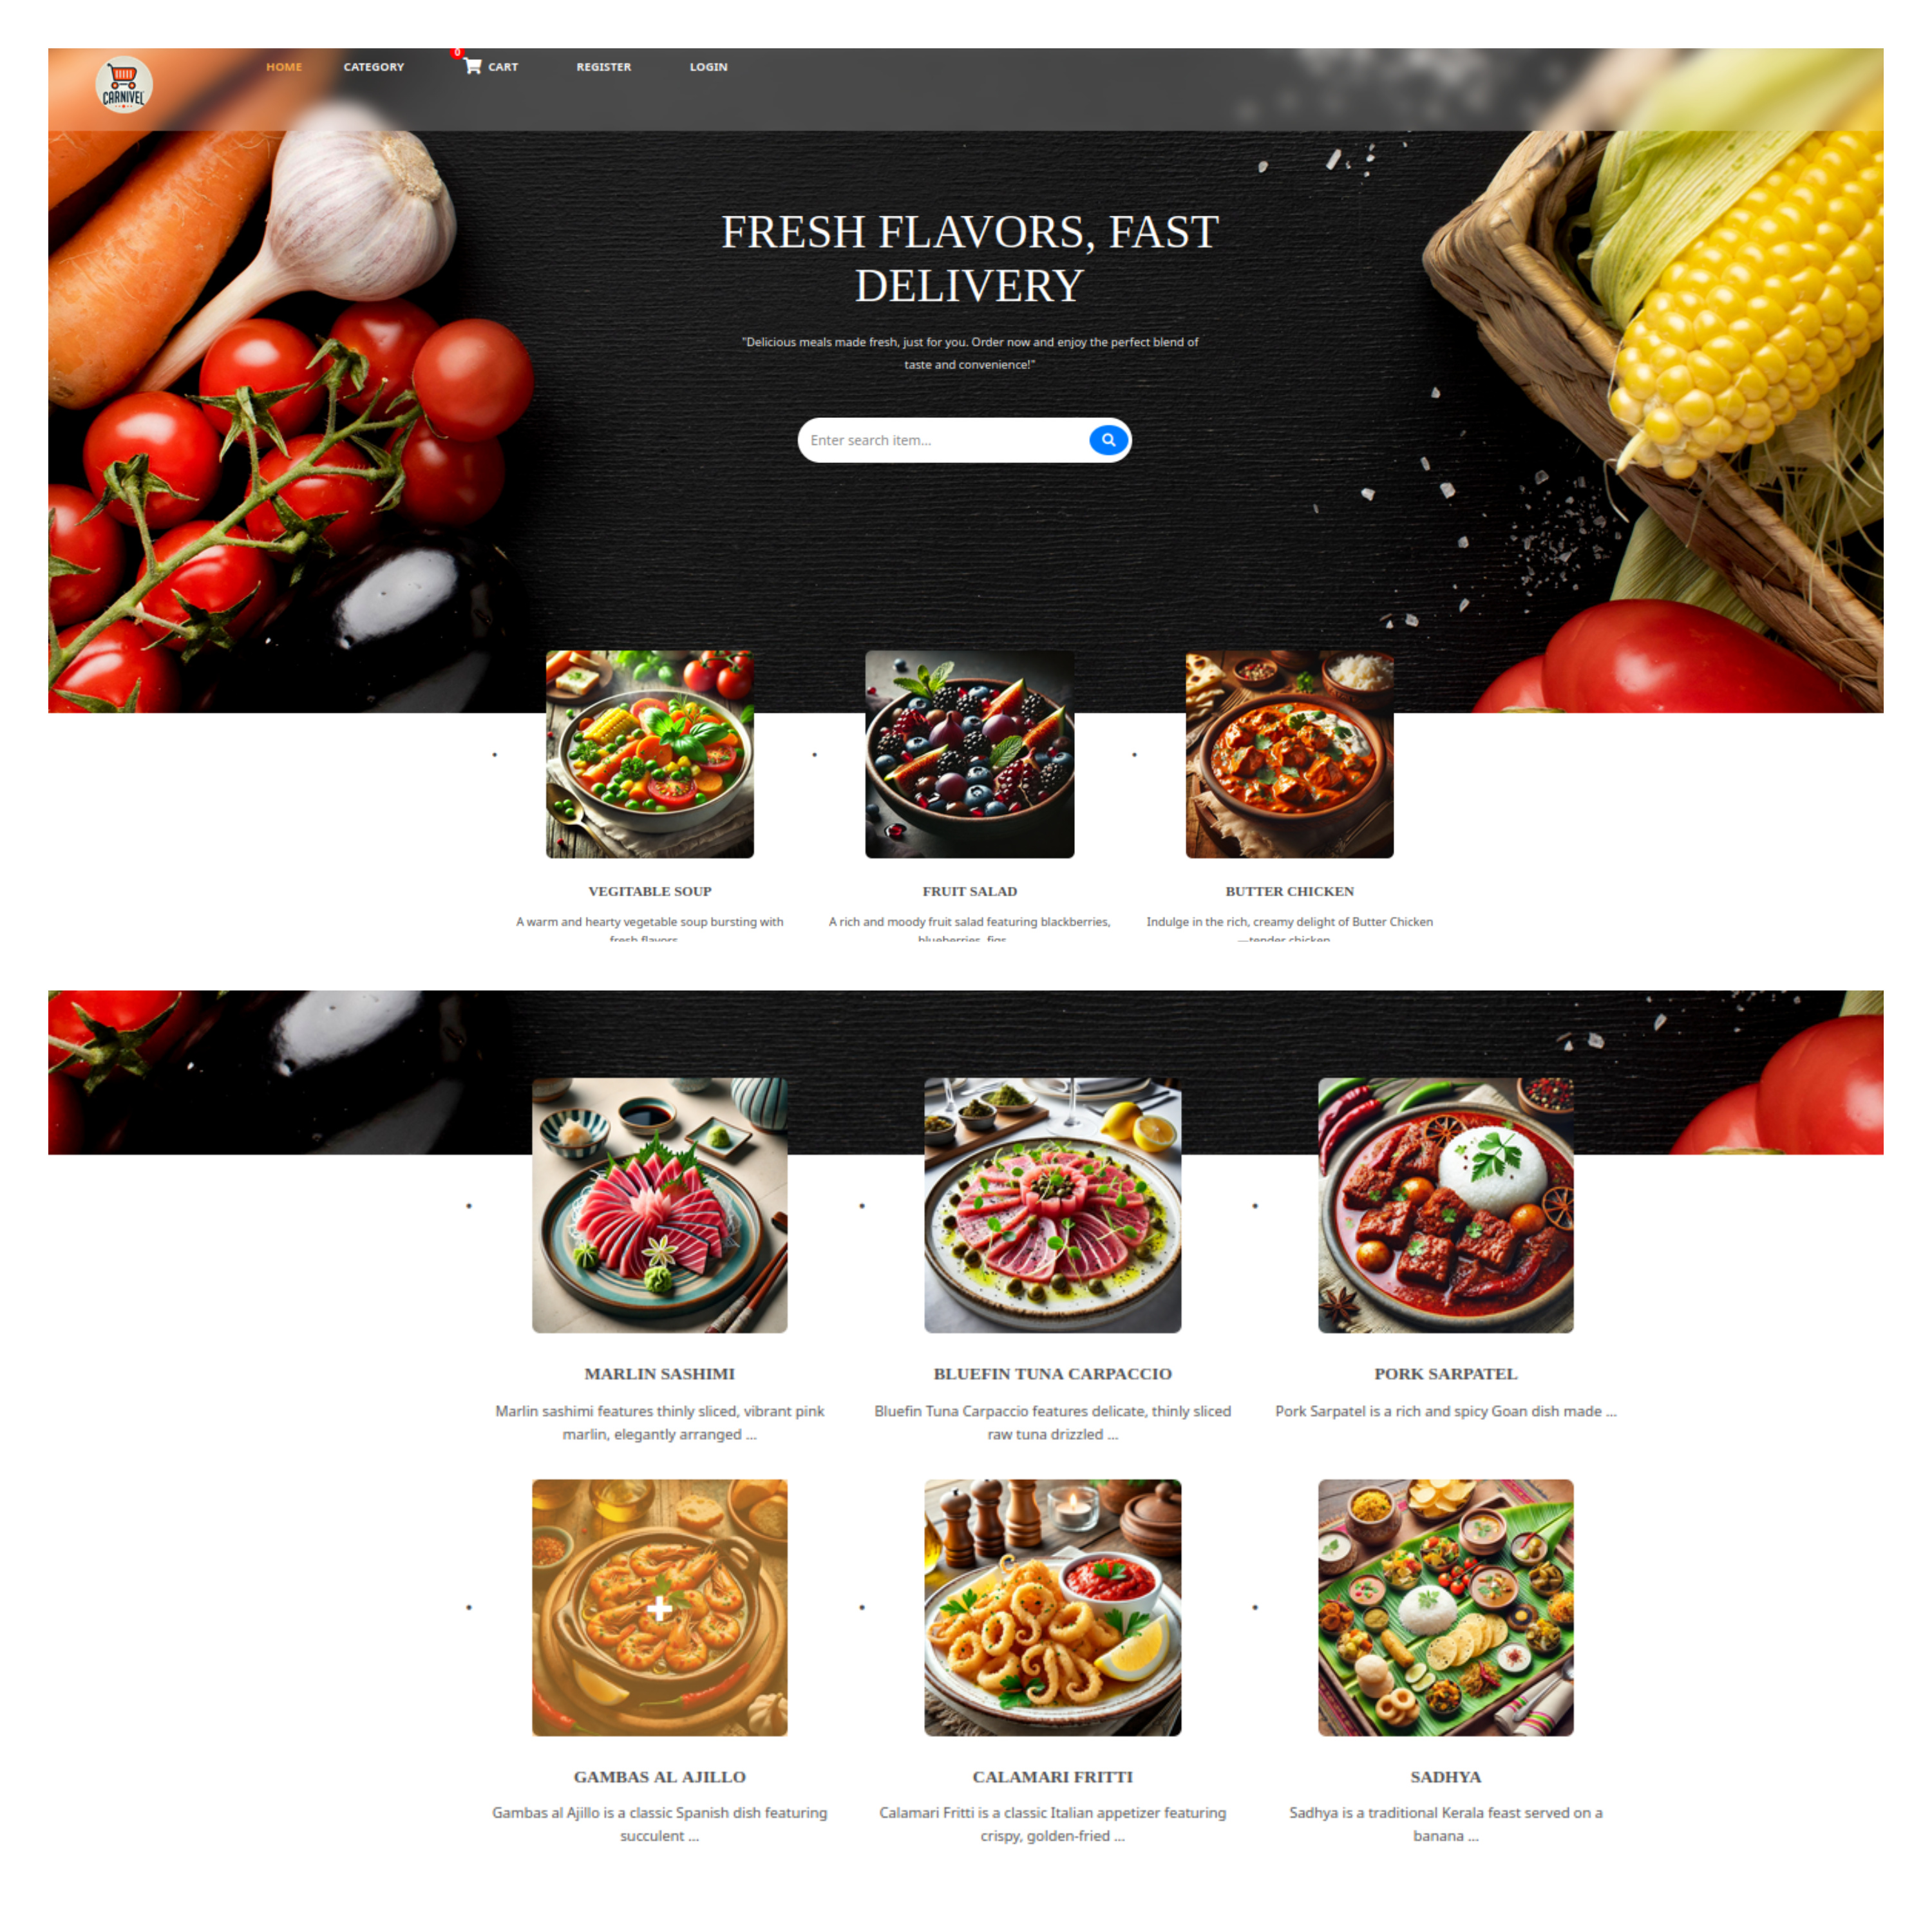 CARNIVEL
HOME
CATEGORY
0
CART
REGISTER
LOGIN
FRESH FLAVORS, FAST
DELIVERY
"Delicious meals made fresh, just for you. Order now and enjoy the perfect blend of
taste and convenience!"
Enter search item...
VEGITABLE SOUP
A warm and hearty vegetable soup bursting with
fresh flavors
FRUIT SALAD
A rich and moody fruit salad featuring blackberries,
blueberries, figs
BUTTER CHICKEN
Indulge in the rich, creamy delight of Butter Chicken
—tender chicken
MARLIN SASHIMI
Marlin sashimi features thinly sliced, vibrant pink
marlin, elegantly arranged ...
BLUEFIN TUNA CARPACCIO
Bluefin Tuna Carpaccio features delicate, thinly sliced
raw tuna drizzled ...
PORK SARPATEL
Pork Sarpatel is a rich and spicy Goan dish made ...
GAMBAS AL AJILLO
Gambas al Ajillo is a classic Spanish dish featuring
succulent ...
CALAMARI FRITTI
Calamari Fritti is a classic Italian appetizer featuring
crispy, golden-fried ...
SADHYA
Sadhya is a traditional Kerala feast served on a
banana ...